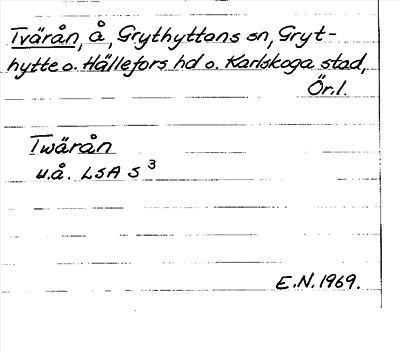 Tvärån, å, Grythyttans sn, Gryt-
hytte o. Hällefors hd o. Karlskoga stad,
Ör.l.
Twärån
u.å. LSA S 3
E.N. 1969.